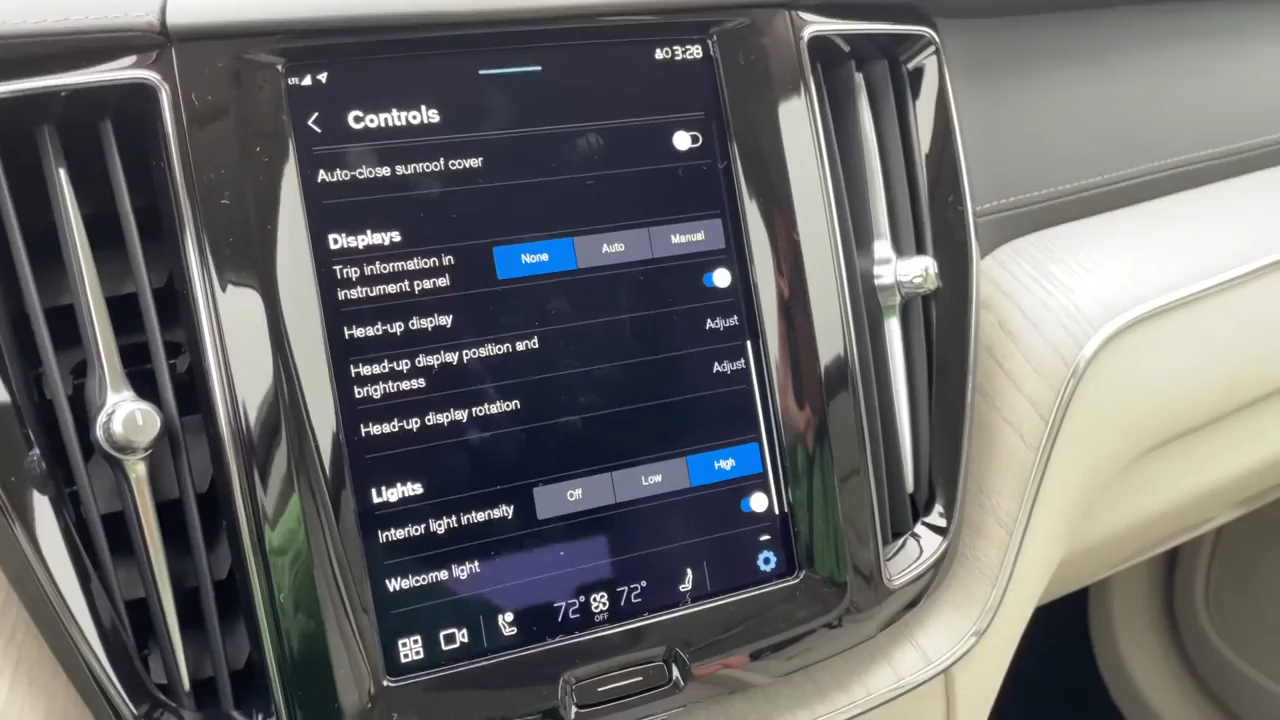 LTE 3:28
Controls
Auto-close sunroof cover
Displays
Trip information in
instrument panel
None Auto Manual
Head-up display
Head-up display position and
brightness
Adjust
Head-up display rotation
Adjust
Lights
Interior light intensity
Off Low High
Welcome light
72° OFF 72°